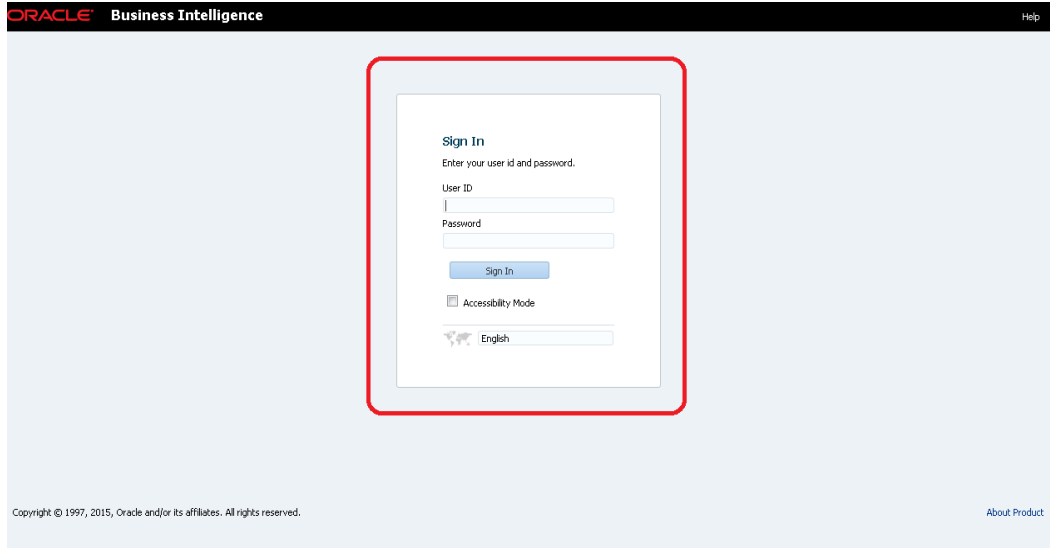 ORACLE® Business Intelligence
Help
Sign In
Enter your user id and password.
User ID
Password
Sign In
Accessibility Mode
English
Copyright © 1997, 2015, Oracle and/or its affiliates. All rights reserved.
About Product